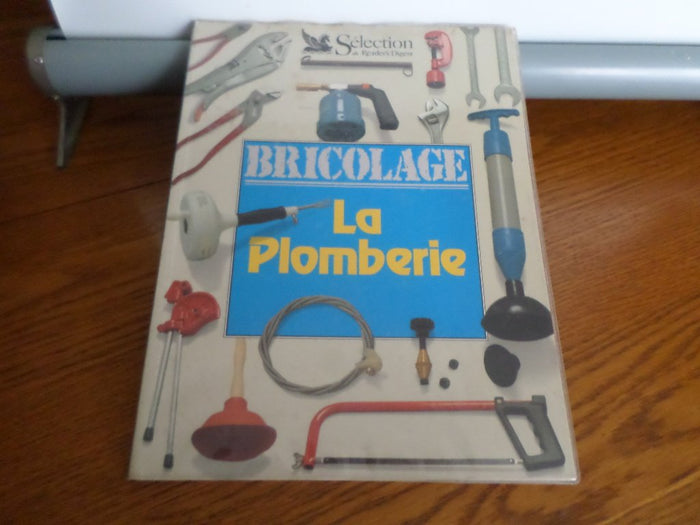 Sélection
du Reader's Digest
BRICOLAGE
La
Plomberie